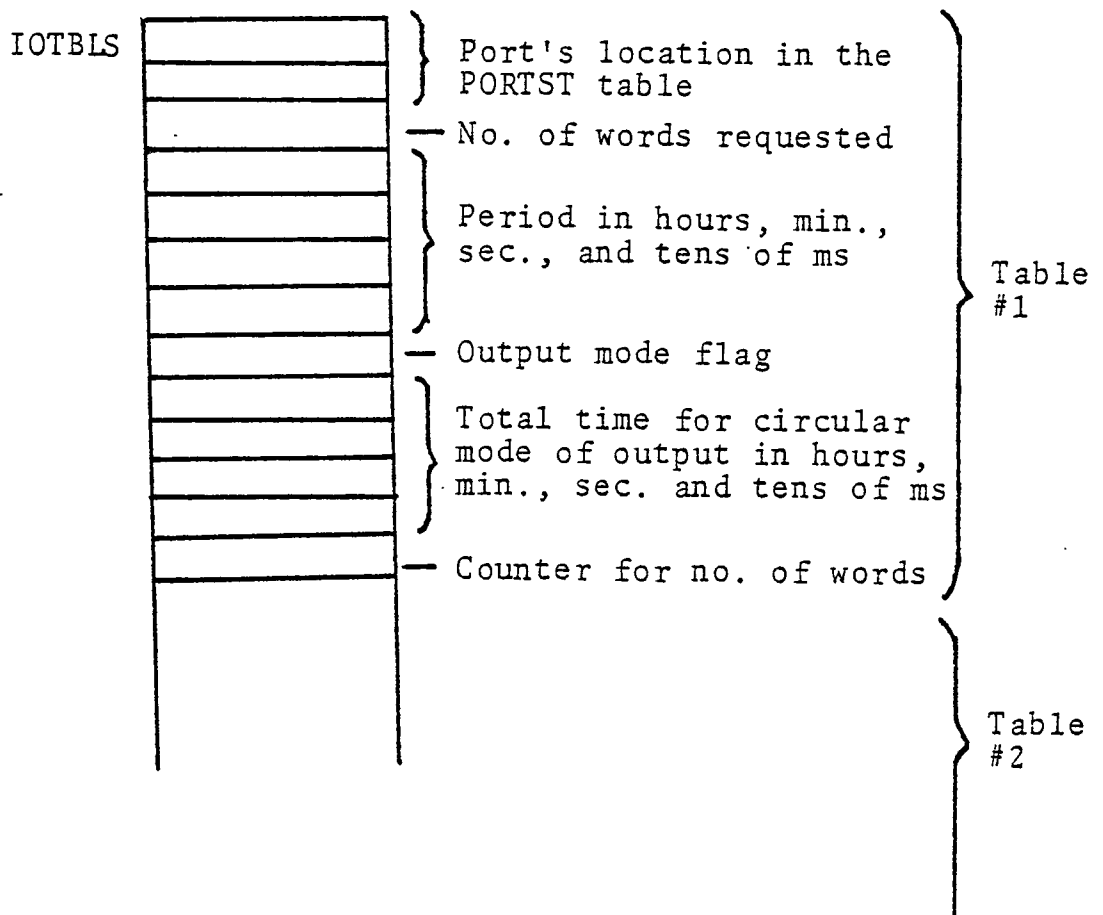 IOTBLS
Port's location in the
PORTST table
No. of words requested
Period in hours, min.,
sec., and tens of ms
Table
#1
Output mode flag
Total time for circular
mode of output in hours,
min., sec. and tens of ms
Counter for no. of words
Table
#2